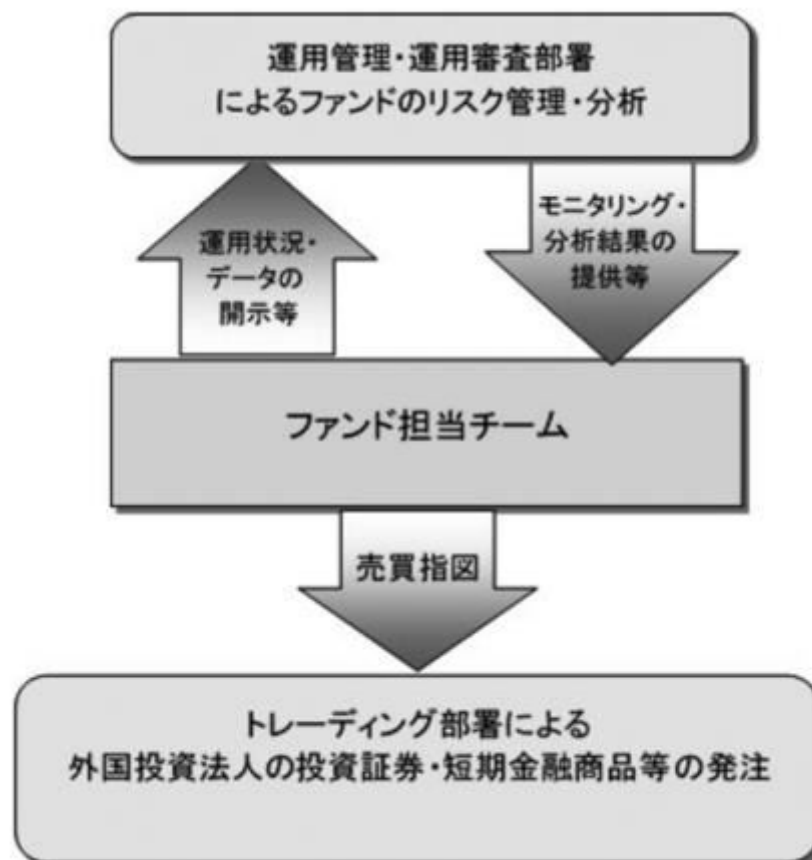 運用管理・運用審査部署
によるファンドのリスク管理・分析
運用状況・
データの
開示等
モニタリング・
分析結果の
提供等
ファンド担当チーム
売買指図
トレーディング部署による
外国投資法人の投資証券・短期金融商品等の発注